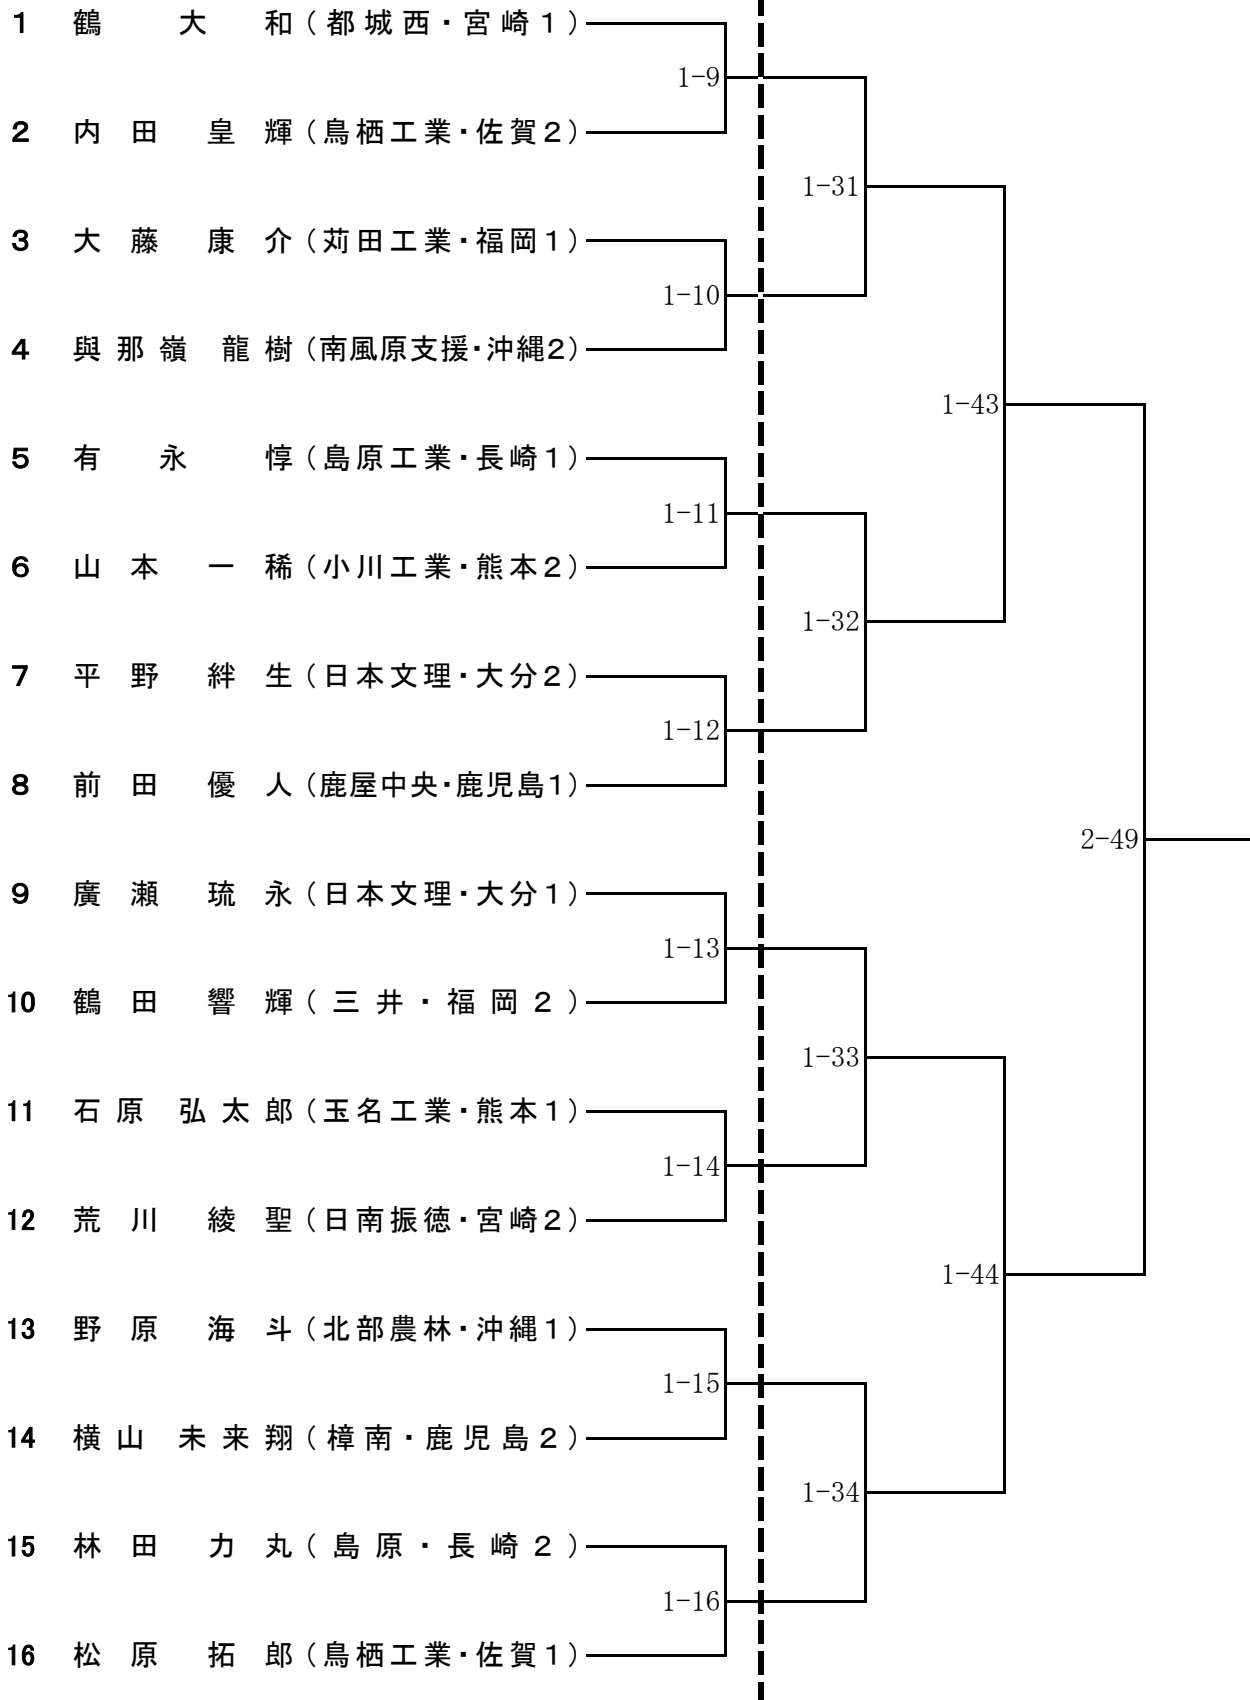 1 鶴 大 和 (都城西・宮崎1)
1-9
2 内 田 皇 輝 (鳥栖工業・佐賀2)
1-31
3 大 藤 康 介 (苅田工業・福岡1)
1-10
4 與那嶺 龍 樹 (南風原支援・沖縄2)
1-43
5 有 永 惇 (島原工業・長崎1)
1-11
6 山 本 一 稀 (小川工業・熊本2)
1-32
7 平 野 絆 生 (日本文理・大分2)
1-12
8 前 田 優 人 (鹿屋中央・鹿児島1)
2-49
9 廣 瀬 琉 永 (日本文理・大分1)
1-13
10 鶴 田 響 輝 (三井・福岡2)
1-33
11 石 原 弘太郎 (玉名工業・熊本1)
1-14
12 荒 川 綾 聖 (日南振徳・宮崎2)
1-44
13 野 原 海 斗 (北部農林・沖縄1)
1-15
14 横 山 未来翔 (樟南・鹿児島2)
1-34
15 林 田 力 丸 (島原・長崎2)
1-16
16 松 原 拓 郎 (鳥栖工業・佐賀1)